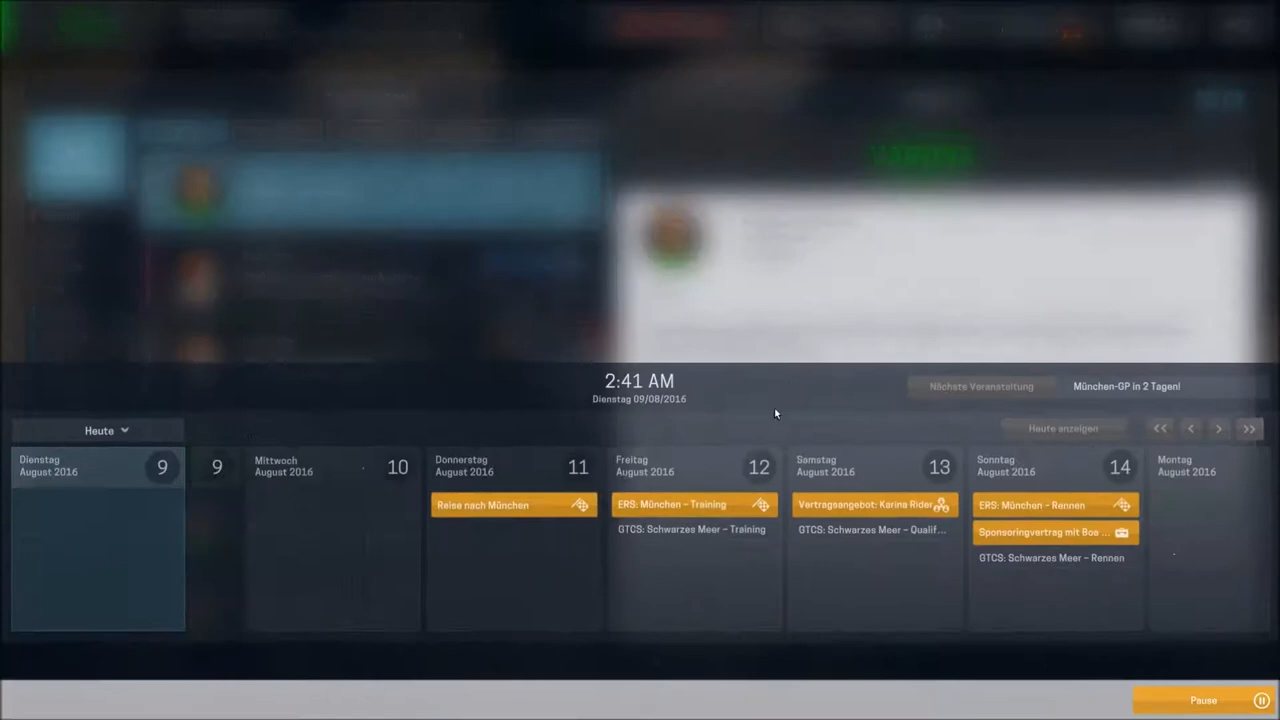 2:41 AM
Dienstag 09/08/2016
Nächste Veranstaltung
München-GP in 2 Tagen!
Heute
Heute anzeigen
<<
<
>
>>
Dienstag
August 2016
9
9
Mittwoch
August 2016
10
Donnerstag
August 2016
11
Reise nach München
Freitag
August 2016
12
ERS: München – Training
GTCS: Schwarzes Meer – Training
Samstag
August 2016
13
Vertragsangebot: Karina Rider
GTCS: Schwarzes Meer – Qualif...
Sonntag
August 2016
14
ERS: München – Rennen
Sponsoringvertrag mit Boo ...
GTCS: Schwarzes Meer – Rennen
Montag
August 2016
Pause